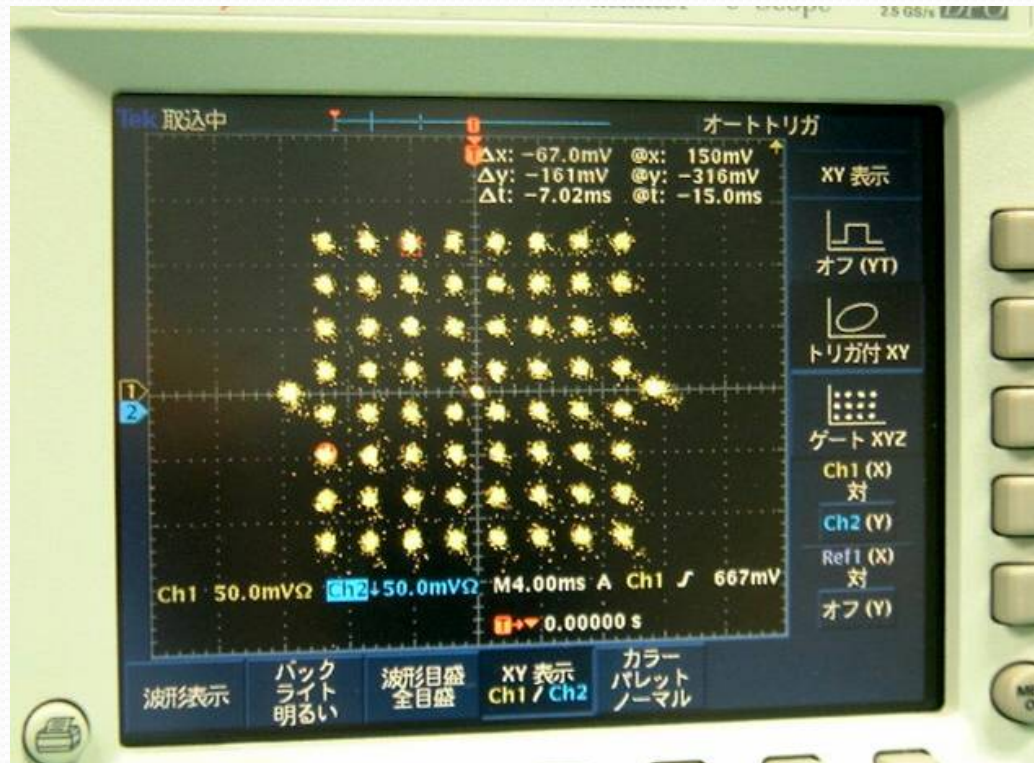 2.5 GS/s DPO
Tek 取込中
オートトリガ
Δx: -67.0mV @x: 150mV
Δy: -161mV @y: -316mV
Δt: -7.02ms @t: -15.0ms
XY 表示
オフ (YT)
トリガ付 XY
1
2
ゲート XYZ
Ch1 (X)
対
Ch2 (Y)
Ref1 (X)
対
オフ (Y)
Ch1 50.0mVΩ Ch2↓50.0mVΩ M4.00ms A Ch1 ʃ 667mV
T→▼ 0.00000 s
波形表示
バック
ライト
明るい
波形目盛
全目盛
XY 表示
Ch1 / Ch2
カラー
パレット
ノーマル